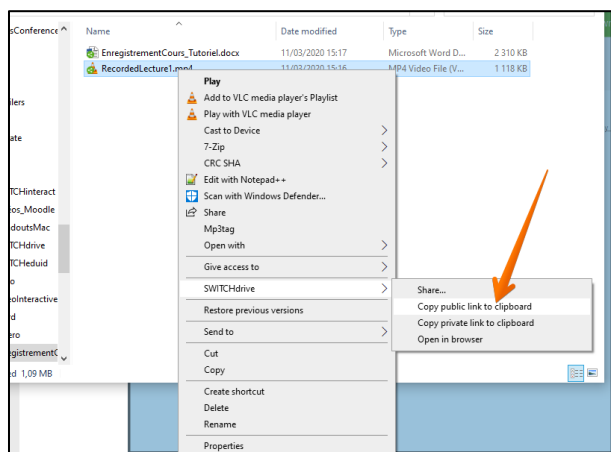 sConference
Name
Date modified
Type
Size
EnregistrementCours_Tutoriel.docx
11/03/2020 15:17
Microsoft Word D...
2 310 KB
RecordedLecture1.mp4
11/03/2020 15:16
MP4 Video File (V...
1 118 KB
ilers
ate
TCHinteract
eos_Moodle
doutsMac
TCHdrive
TCHeduid
o
eoInteractive
rd
ero
egistrementC
ed 1,09 MB
Play
Add to VLC media player's Playlist
Play with VLC media player
Cast to Device
7-Zip
CRC SHA
Edit with Notepad++
Scan with Windows Defender...
Share
Mp3tag
Open with
Give access to
SWITCHdrive
Restore previous versions
Send to
Cut
Copy
Create shortcut
Delete
Rename
Properties
Share...
Copy public link to clipboard
Copy private link to clipboard
Open in browser